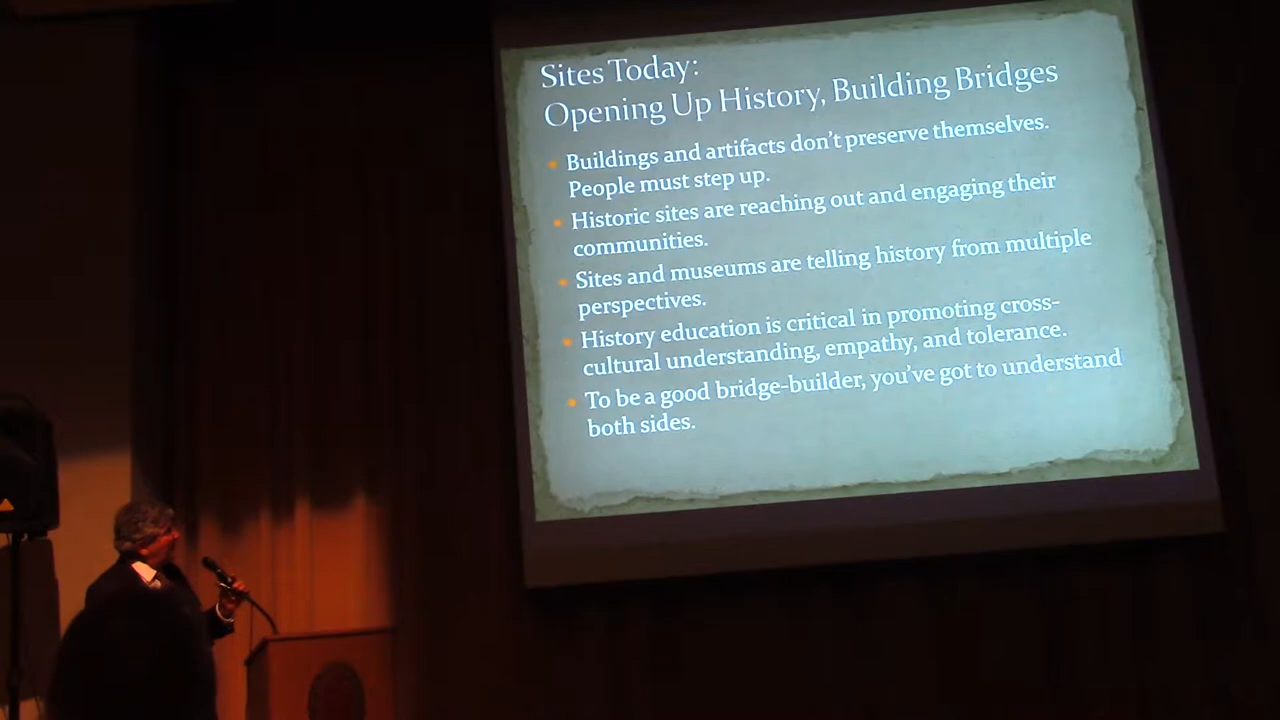 Sites Today:
Opening Up History, Building Bridges
Buildings and artifacts don't preserve themselves.
People must step up.
Historic sites are reaching out and engaging their
communities.
Sites and museums are telling history from multiple
perspectives.
History education is critical in promoting cross-
cultural understanding, empathy, and tolerance.
To be a good bridge-builder, you've got to understand
both sides.